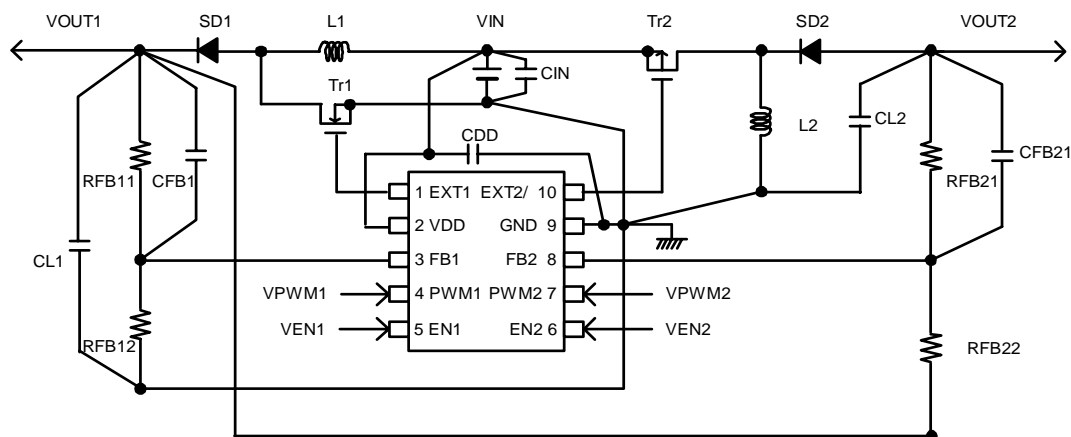 VOUT1 SD1 L1 VIN Tr2 SD2 VOUT2
CIN
Tr1
CL2
L2
CDD
CFB21
RFB11 CFB1
RFB21
1 EXT1 EXT2/ 10
2 VDD GND 9
CL1
3 FB1 FB2 8
VPWM1 4 PWM1 PWM2 7 VPWM2
VEN1 5 EN1 EN2 6 VEN2
RFB12
RFB22